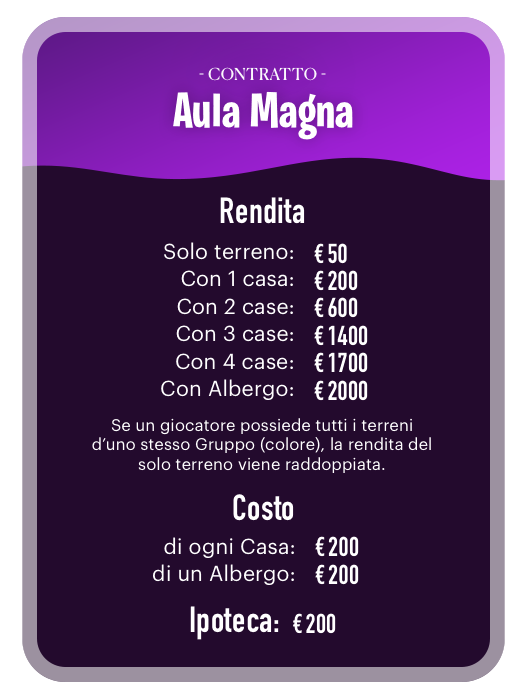 - CONTRATTO -
Aula Magna
Rendita
Solo terreno: € 50
Con 1 casa: € 200
Con 2 case: € 600
Con 3 case: € 1400
Con 4 case: € 1700
Con Albergo: € 2000
Se un giocatore possiede tutti i terreni
d’uno stesso Gruppo (colore), la rendita del
solo terreno viene raddoppiata.
Costo
di ogni Casa: € 200
di un Albergo: € 200
Ipoteca: € 200